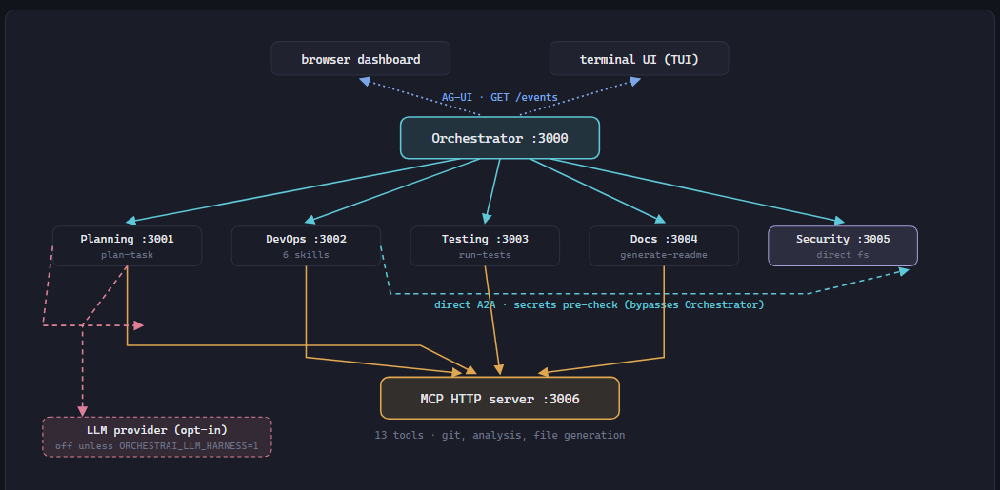 browser dashboard
terminal UI (TUI)
AG-UI · GET /events
Orchestrator :3000
Planning :3001
plan-task
DevOps :3002
6 skills
Testing :3003
run-tests
Docs :3004
generate-readme
Security :3005
direct fs
direct A2A · secrets pre-check (bypasses Orchestrator)
MCP HTTP server :3006
13 tools · git, analysis, file generation
LLM provider (opt-in)
off unless ORCHESTRAI_LLM_HARNESS=1